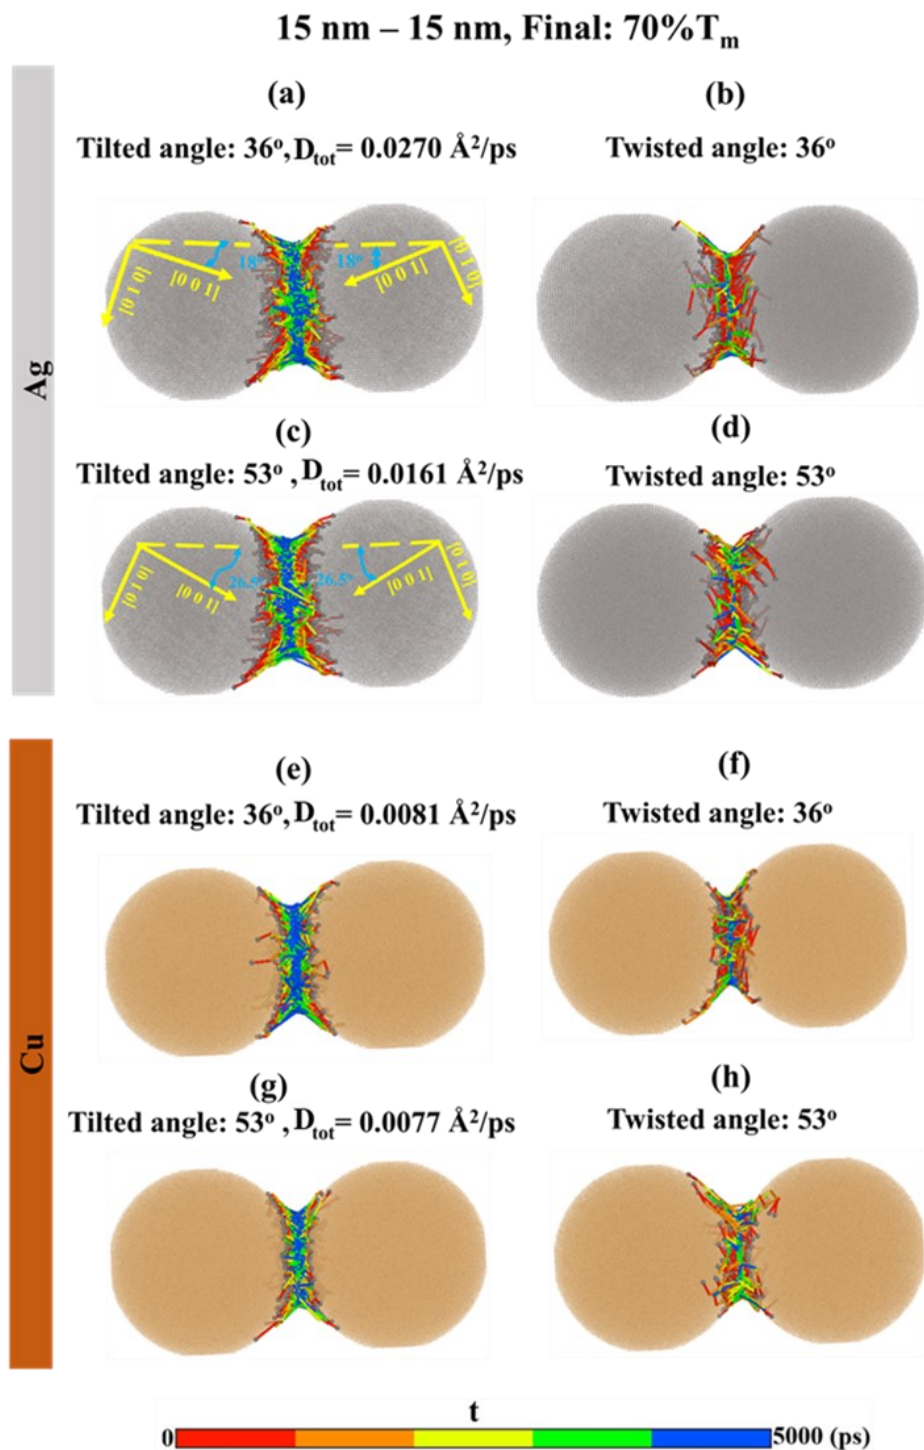 15 nm – 15 nm, Final: 70%Tm
(a)
(b)
Tilted angle: 36°, Dtot= 0.0270 Å²/ps
Twisted angle: 36°
18°
18°
[0 0 1]
[0 0 1]
[0 1 0]
[0 1 0]
Ag
(c)
(d)
Tilted angle: 53° , Dtot= 0.0161 Å²/ps
Twisted angle: 53°
26.5°
26.5°
[0 0 1]
[0 0 1]
[0 1 0]
[0 1 0]
(e)
(f)
Tilted angle: 36°, Dtot= 0.0081 Å²/ps
Twisted angle: 36°
Cu
(g)
(h)
Tilted angle: 53° , Dtot= 0.0077 Å²/ps
Twisted angle: 53°
t
0
5000 (ps)